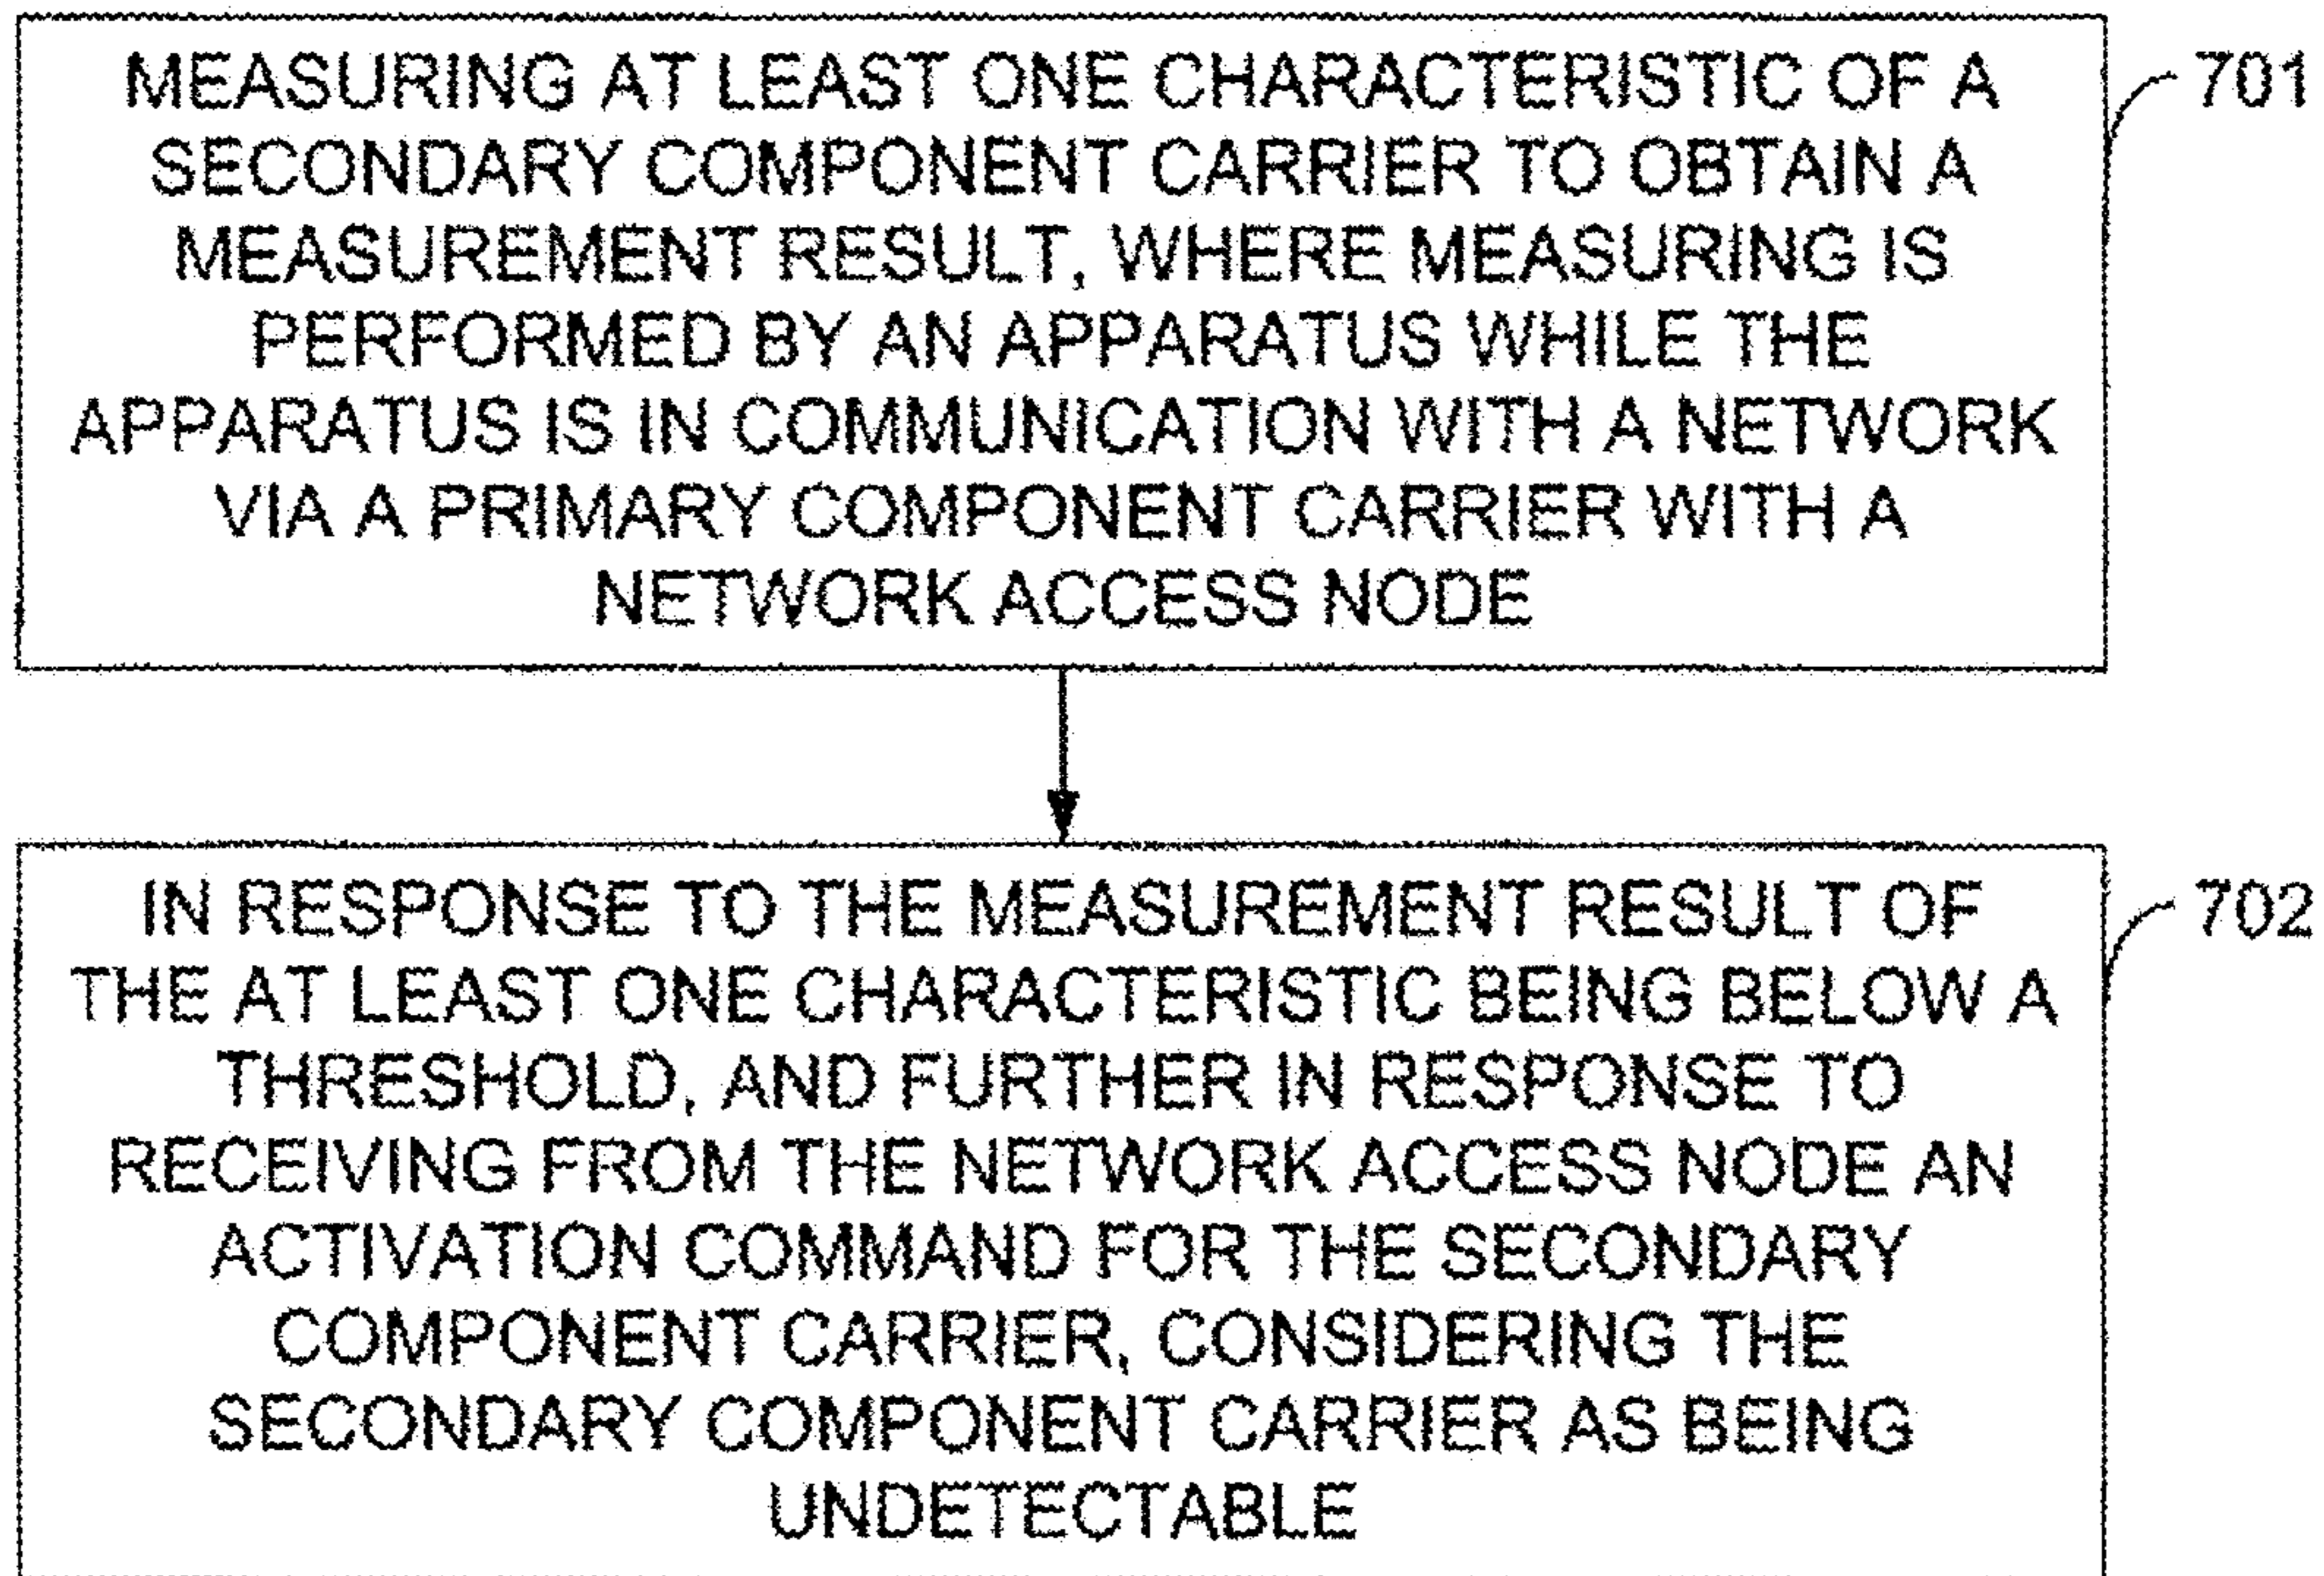 MEASURING AT LEAST ONE CHARACTERISTIC OF A
SECONDARY COMPONENT CARRIER TO OBTAIN A
MEASUREMENT RESULT, WHERE MEASURING IS
PERFORMED BY AN APPARATUS WHILE THE
APPARATUS IS IN COMMUNICATION WITH A NETWORK
VIA A PRIMARY COMPONENT CARRIER WITH A
NETWORK ACCESS NODE
701
IN RESPONSE TO THE MEASUREMENT RESULT OF
THE AT LEAST ONE CHARACTERISTIC BEING BELOW A
THRESHOLD, AND FURTHER IN RESPONSE TO
RECEIVING FROM THE NETWORK ACCESS NODE AN
ACTIVATION COMMAND FOR THE SECONDARY
COMPONENT CARRIER, CONSIDERING THE
SECONDARY COMPONENT CARRIER AS BEING
UNDETECTABLE
702